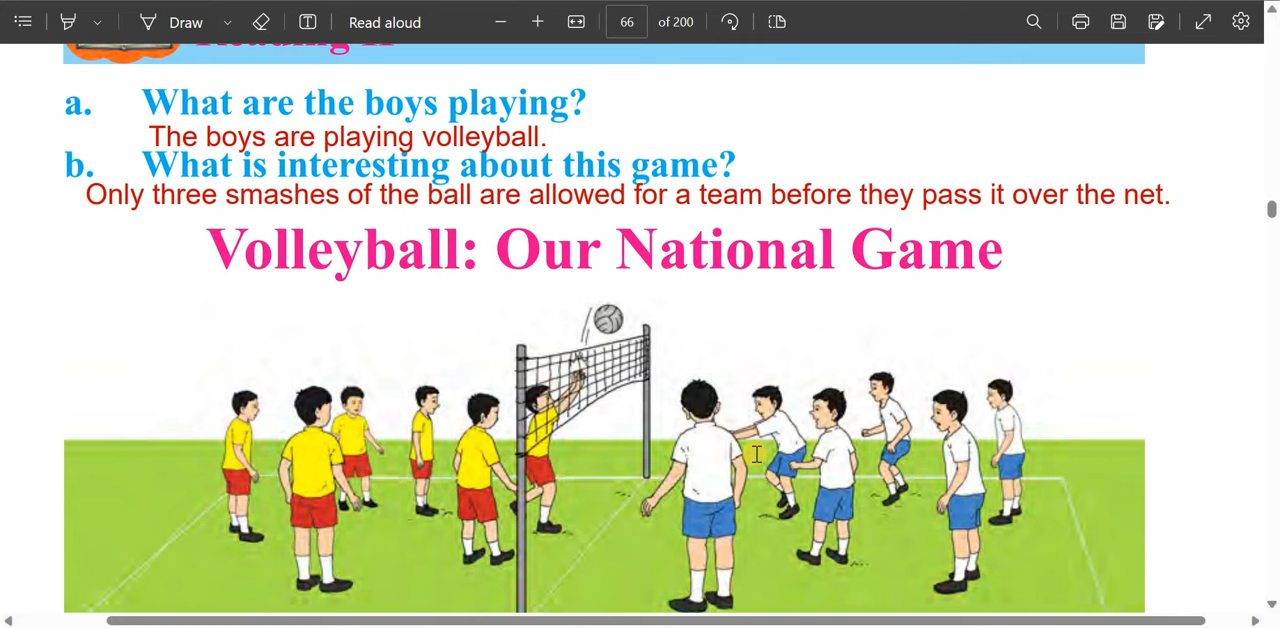 Draw
Read aloud
66
of 200
Reading II
a. What are the boys playing?
The boys are playing volleyball.
b. What is interesting about this game?
Only three smashes of the ball are allowed for a team before they pass it over the net.
Volleyball: Our National Game